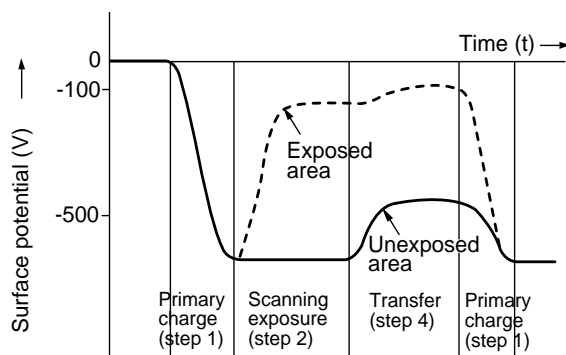 Time (t)
0
-100
-500
Surface potential (V)
Exposed
area
Unexposed
area
Primary
charge
(step 1)
Scanning
exposure
(step 2)
Transfer
(step 4)
Primary
charge
(step 1)